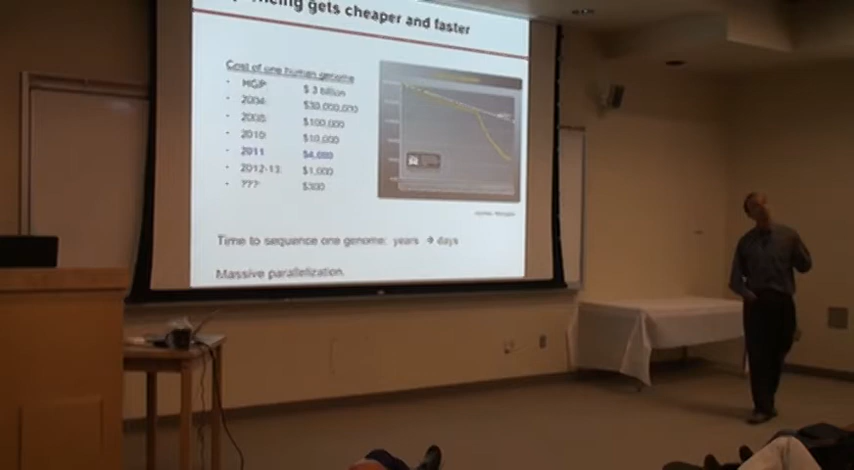 gets cheaper and faster
Cost of one human genome
- HGP $ 3 billion
- 2004: $30,000,000
- 2008: $100,000
- 2010: $10,000
- 2011 $4,000
- 2012-13: $1,000
- ???: $300
Time to sequence one genome: years → days
Massive parallelization.